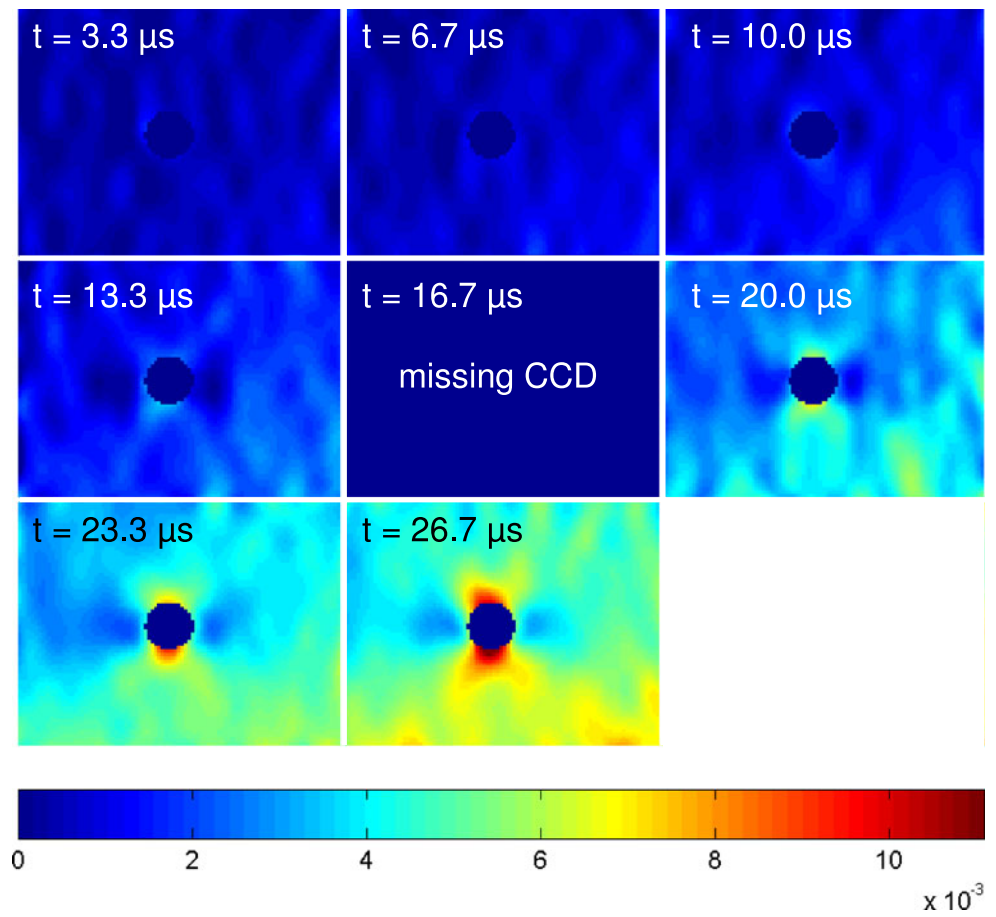 t = 3.3 µs
t = 6.7 µs
t = 10.0 µs
t = 13.3 µs
t = 16.7 µs
missing CCD
t = 20.0 µs
t = 23.3 µs
t = 26.7 µs
0 2 4 6 8 10
x 10⁻³